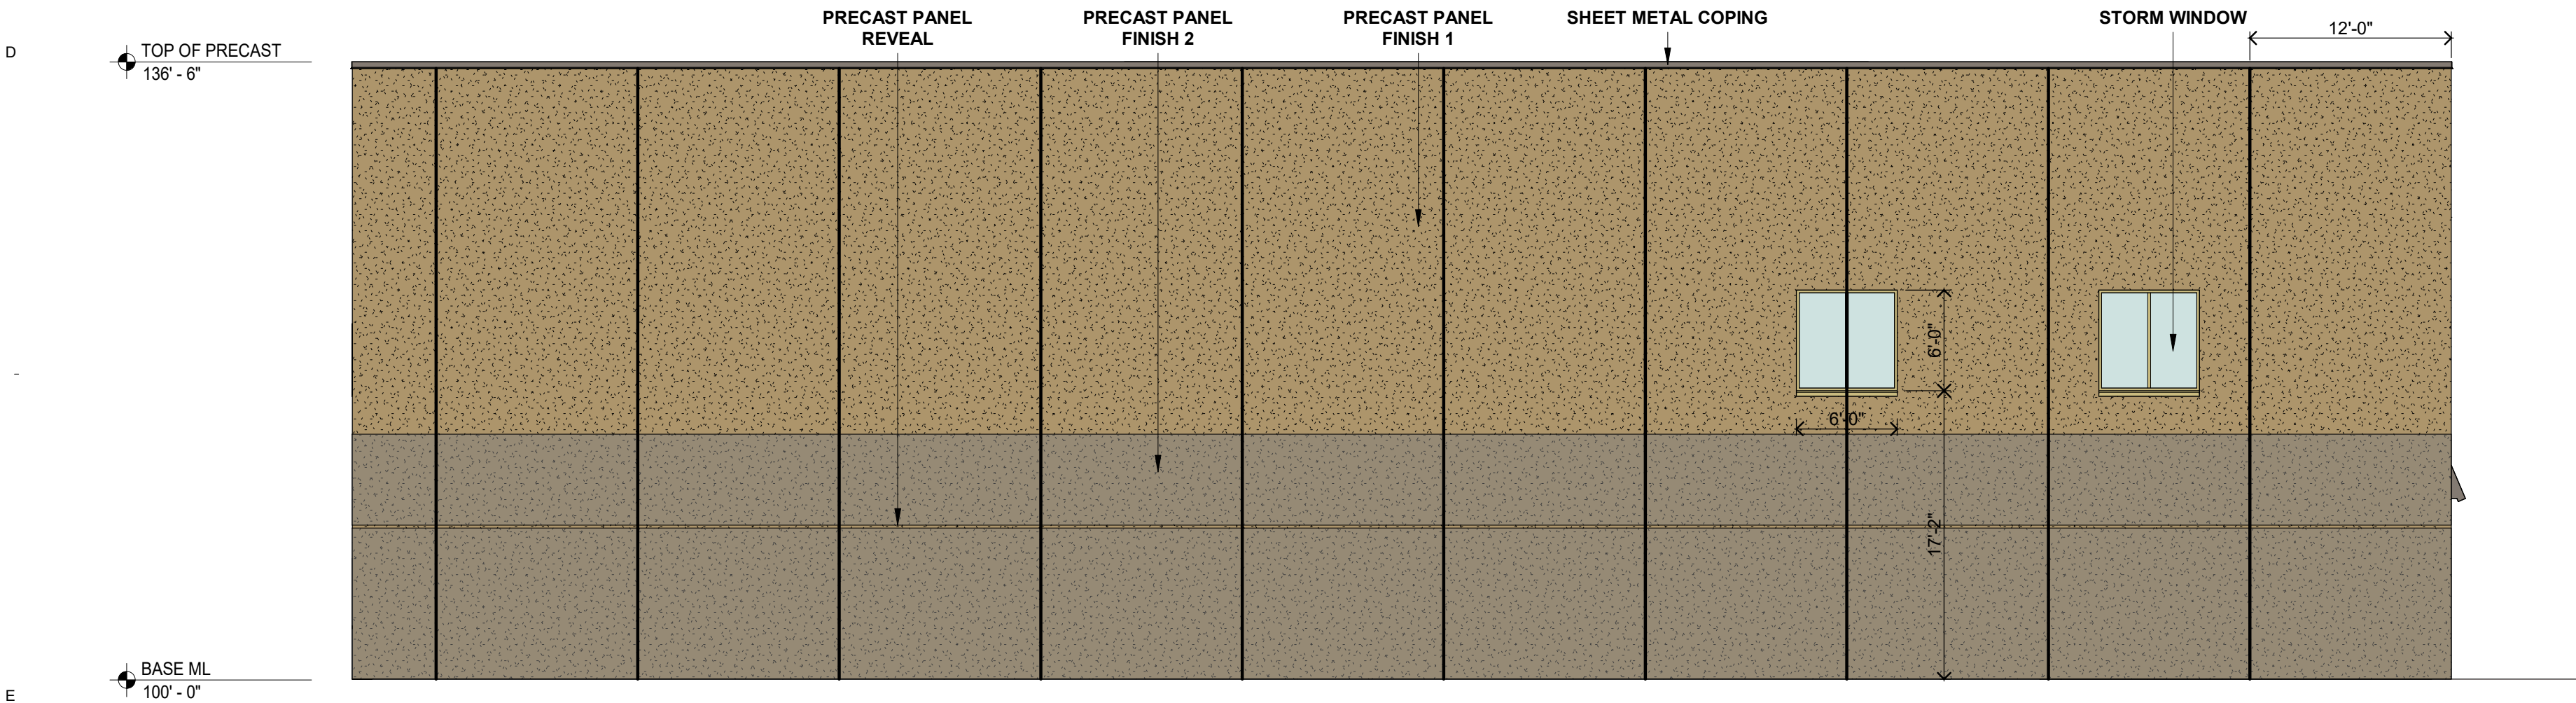 PRECAST PANEL
REVEAL
PRECAST PANEL
FINISH 2
PRECAST PANEL
FINISH 1
SHEET METAL COPING
STORM WINDOW
12'-0"
D
TOP OF PRECAST
136' - 6"
6'-0"
6'-0"
17'-2"
BASE ML
100' - 0"
E